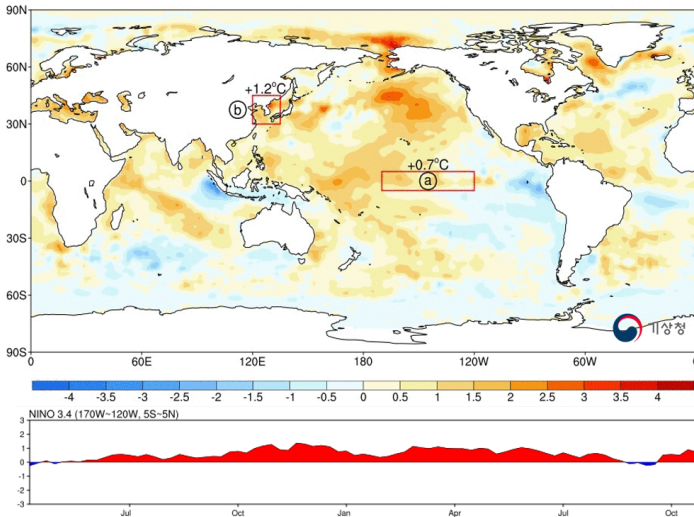 90N
60N
30N
0
30S
60S
90S
+1.2°C
ⓑ
+0.7°C
ⓐ
기상청
0 60E 120E 180 120W 60W 0
-4 -3.5 -3 -2.5 -2 -1.5 -1 -0.5 0 0.5 1 1.5 2 2.5 3 3.5 4
NINO 3.4 (170W~120W, 5S~5N)
3
2
1
0
-1
-2
-3
Jul Oct Jan Apr Jul Oct